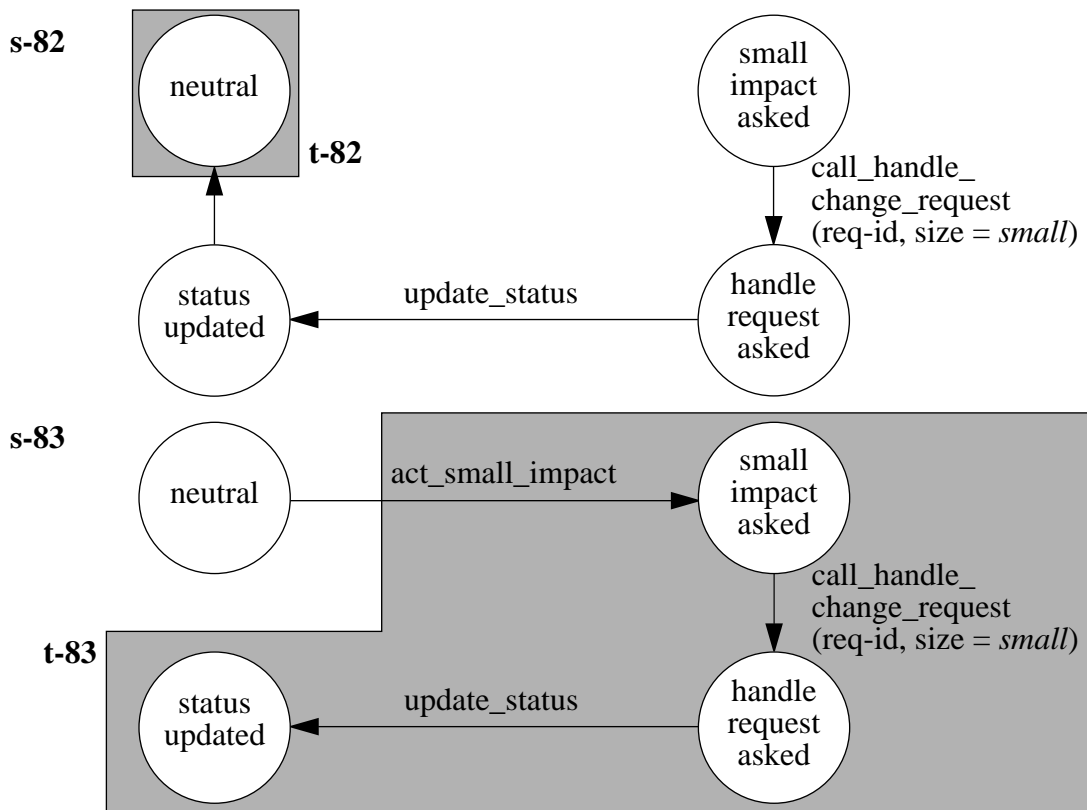 s-82
neutral
t-82
small
impact
asked
call_handle_
change_request
(req-id, size = small)
status
updated
update_status
handle
request
asked
s-83
neutral
act_small_impact
small
impact
asked
call_handle_
change_request
(req-id, size = small)
t-83
status
updated
update_status
handle
request
asked